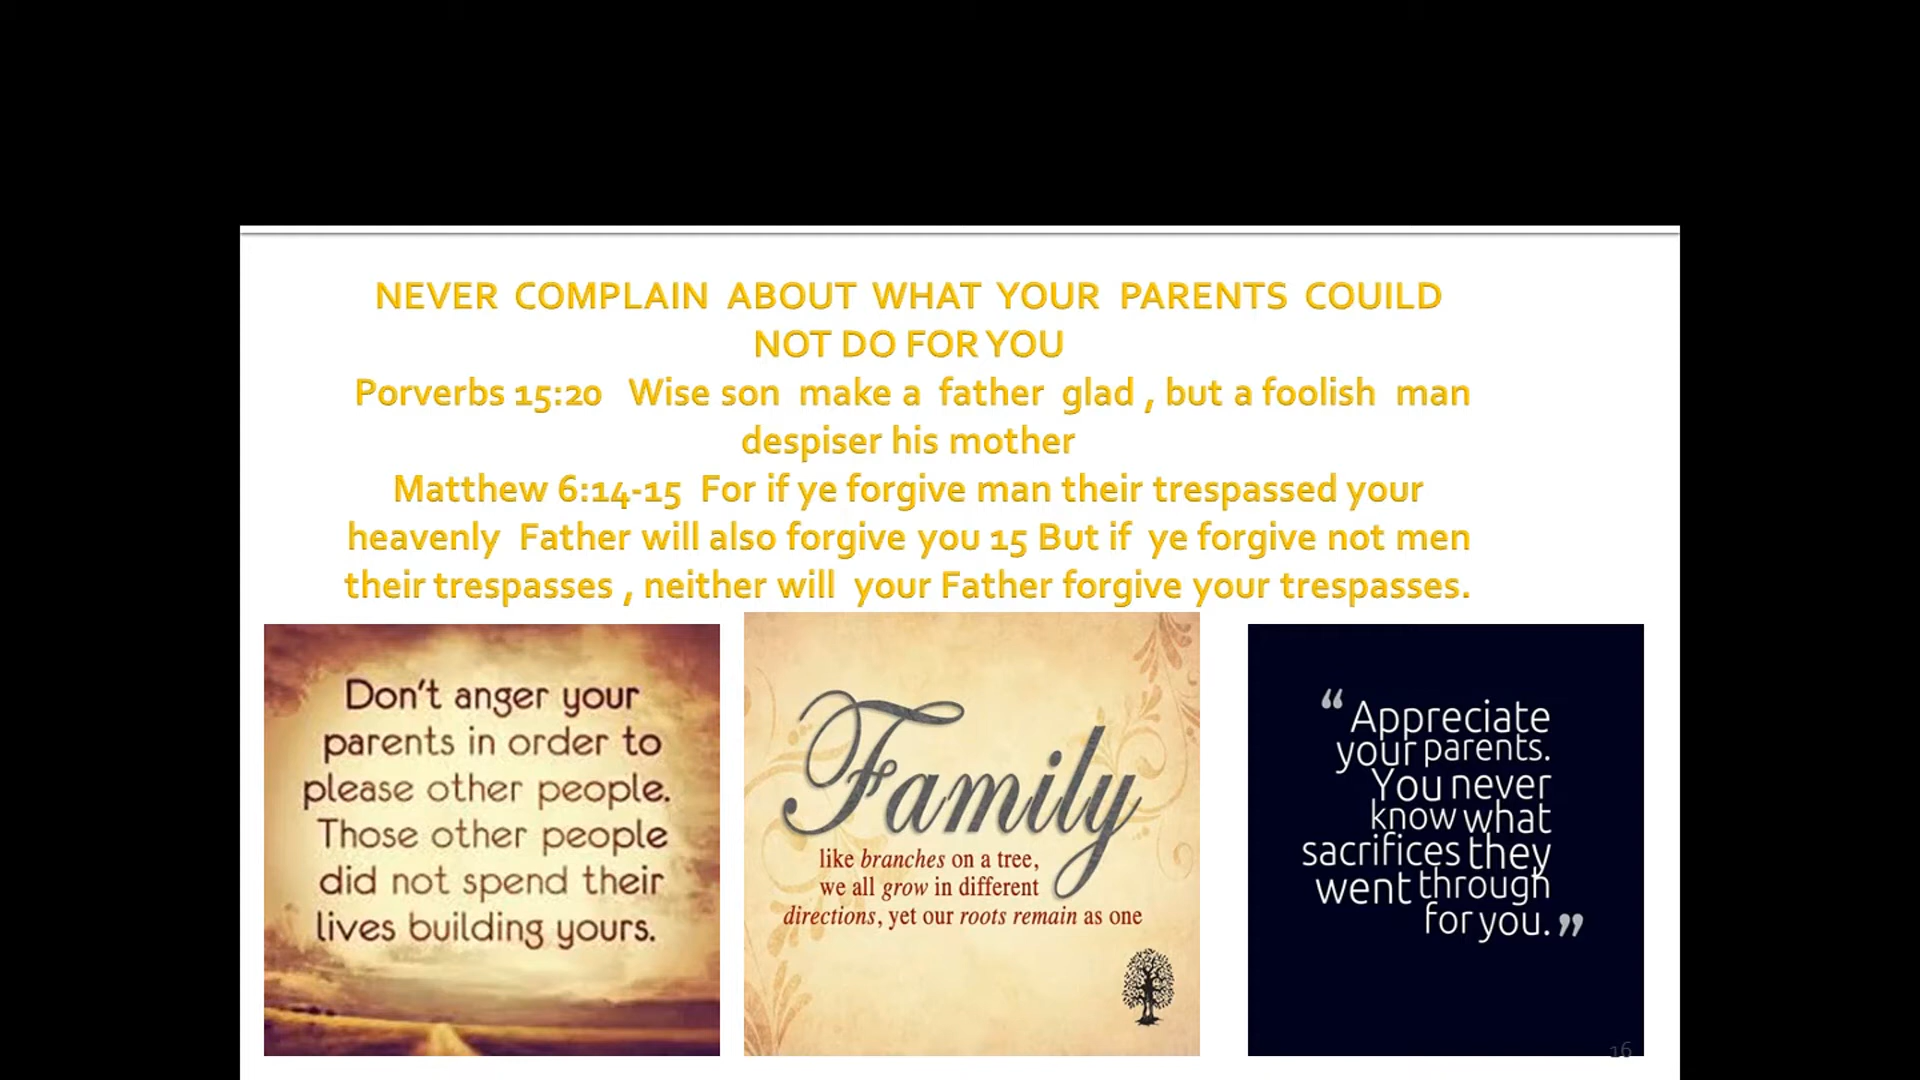 NEVER COMPLAIN ABOUT WHAT YOUR PARENTS COUILD
NOT DO FOR YOU
Porverbs 15:20 Wise son make a father glad , but a foolish man
despiser his mother
Matthew 6:14-15 For if ye forgive man their trespassed your
heavenly Father will also forgive you 15 But if ye forgive not men
their trespasses , neither will your Father forgive your trespasses.
Don't anger your
parents in order to
please other people.
Those other people
did not spend their
lives building yours.
Family
like branches on a tree,
we all grow in different
directions, yet our roots remain as one
“Appreciate
your parents.
You never
know what
sacrifices they
went through
for you.”
16